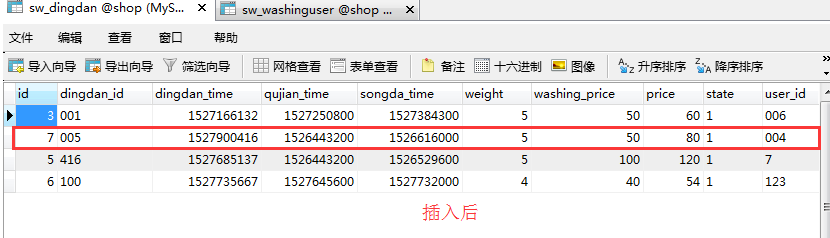 sw_dingdan @shop (MyS... sw_washinguser @shop ...
文件 编辑 查看 窗口 帮助
导入向导 导出向导 筛选向导 网格查看 表单查看 备注 十六进制 图像 升序排序 降序排序
id dingdan_id dingdan_time qujian_time songda_time weight washing_price price state user_id
3 001 1527166132 1527250800 1527384300 5 50 60 1 006
7 005 1527900416 1526443200 1526616000 5 50 80 1 004
5 416 1527685137 1526443200 1526529600 5 100 120 1 7
6 100 1527735667 1527645600 1527732000 4 40 54 1 123
插入后